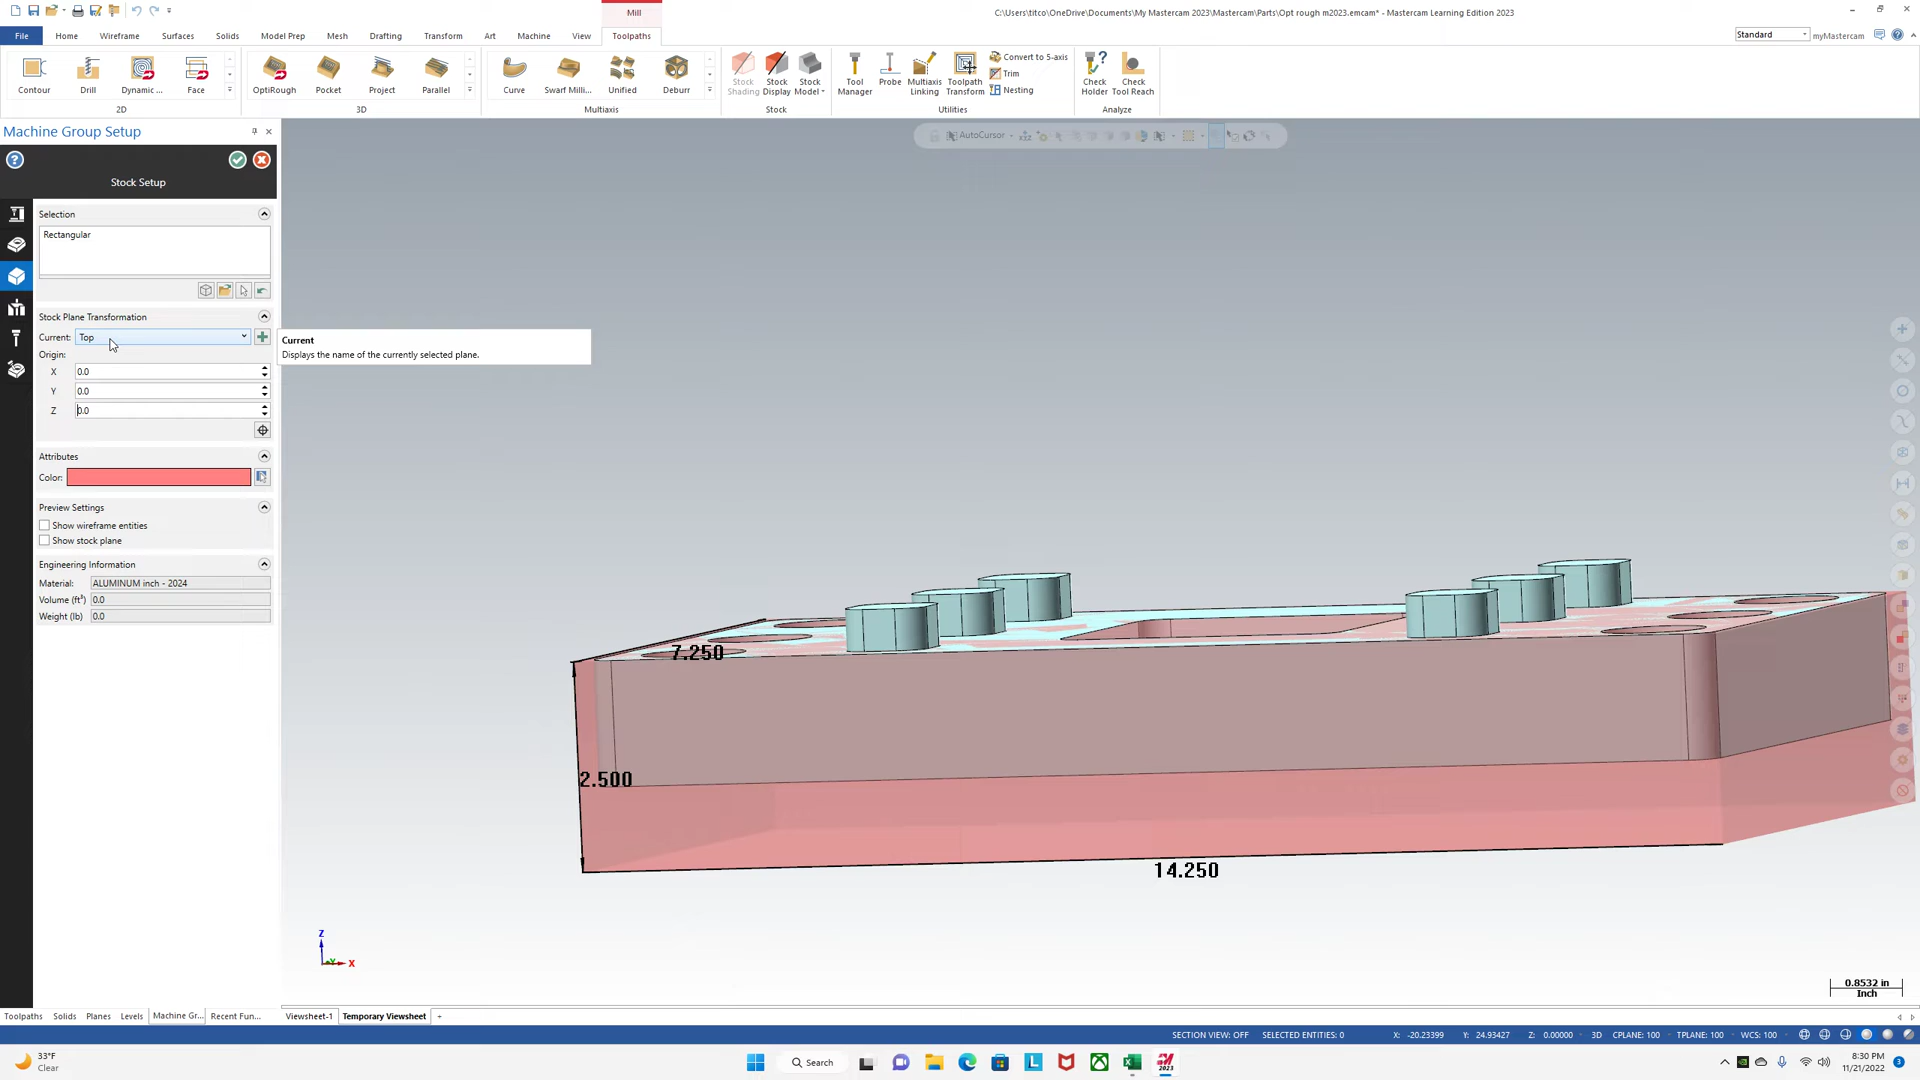 C:\Users\titco\OneDrive\Documents\My Mastercam 2023\Mastercam\Parts\Opt rough m2023.emcam* - Mastercam Learning Edition 2023
Mill
File Home Wireframe Surfaces Solids Model Prep Mesh Drafting Transform Art Machine View Toolpaths
Standard myMastercam
Contour Drill Dynamic ... Face
2D
OptiRough Pocket Project Parallel
3D
Curve Swarf Milli... Unified Deburr
Multiaxis
Stock Shading
Stock Display
Stock Model
Stock
Tool Manager
Probe
Multiaxis Linking
Toolpath Transform
Convert to 5-axis
Trim
Nesting
Utilities
Check Holder
Check Tool Reach
Analyze
Machine Group Setup
Stock Setup
AutoCursor
Selection
Rectangular
Stock Plane Transformation
Current: Top
Current
Displays the name of the currently selected plane.
Origin:
X 0.0
Y 0.0
Z 0.0
Attributes
Color:
Preview Settings
Show wireframe entities
Show stock plane
Engineering Information
Material: ALUMINUM inch - 2024
Volume (ft³) 0.0
Weight (lb) 0.0
7.250
2.500
14.250
Z
Y X
0.8532 in
Inch
Toolpaths Solids Planes Levels Machine Gr... Recent Fun...
Viewsheet-1 Temporary Viewsheet +
SECTION VIEW: OFF SELECTED ENTITIES: 0 X: -20.23399 Y: 24.93427 Z: 0.00000 3D CPLANE: 100 TPLANE: 100 WCS: 100
33°F
Clear
Search
2023
8:30 PM
11/21/2022
3